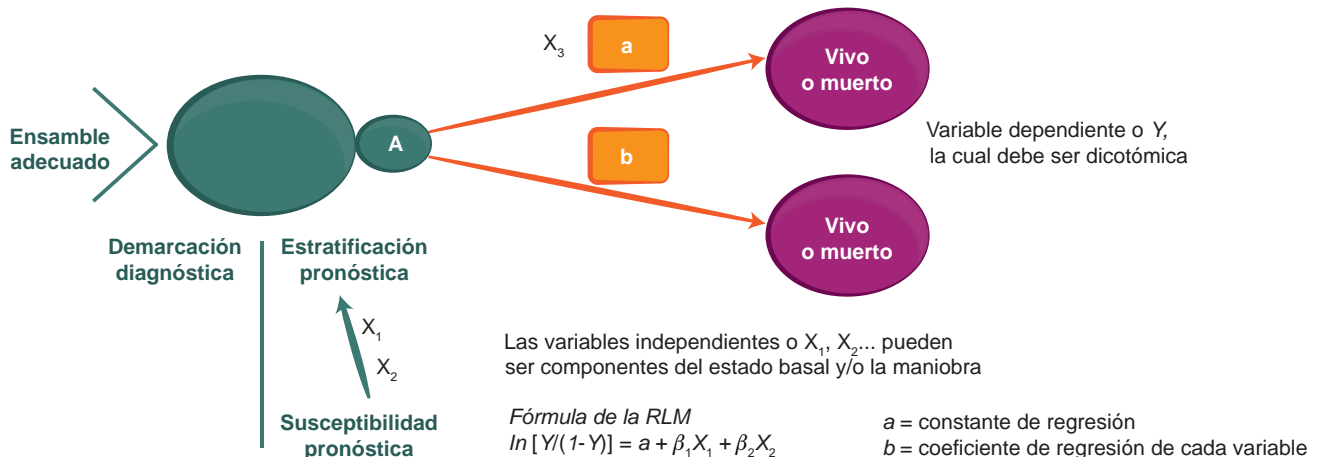 X₃
a
Vivo
o muerto
Ensamble
adecuado
A
b
Variable dependiente o Y,
la cual debe ser dicotómica
Vivo
o muerto
Demarcación
diagnóstica
Estratificación
pronóstica
X₁
X₂
Susceptibilidad
pronóstica
Las variables independientes o X₁, X₂... pueden
ser componentes del estado basal y/o la maniobra
Fórmula de la RLM
ln [Y/(1-Y)] = a + β₁X₁ + β₂X₂
a = constante de regresión
b = coeficiente de regresión de cada variable